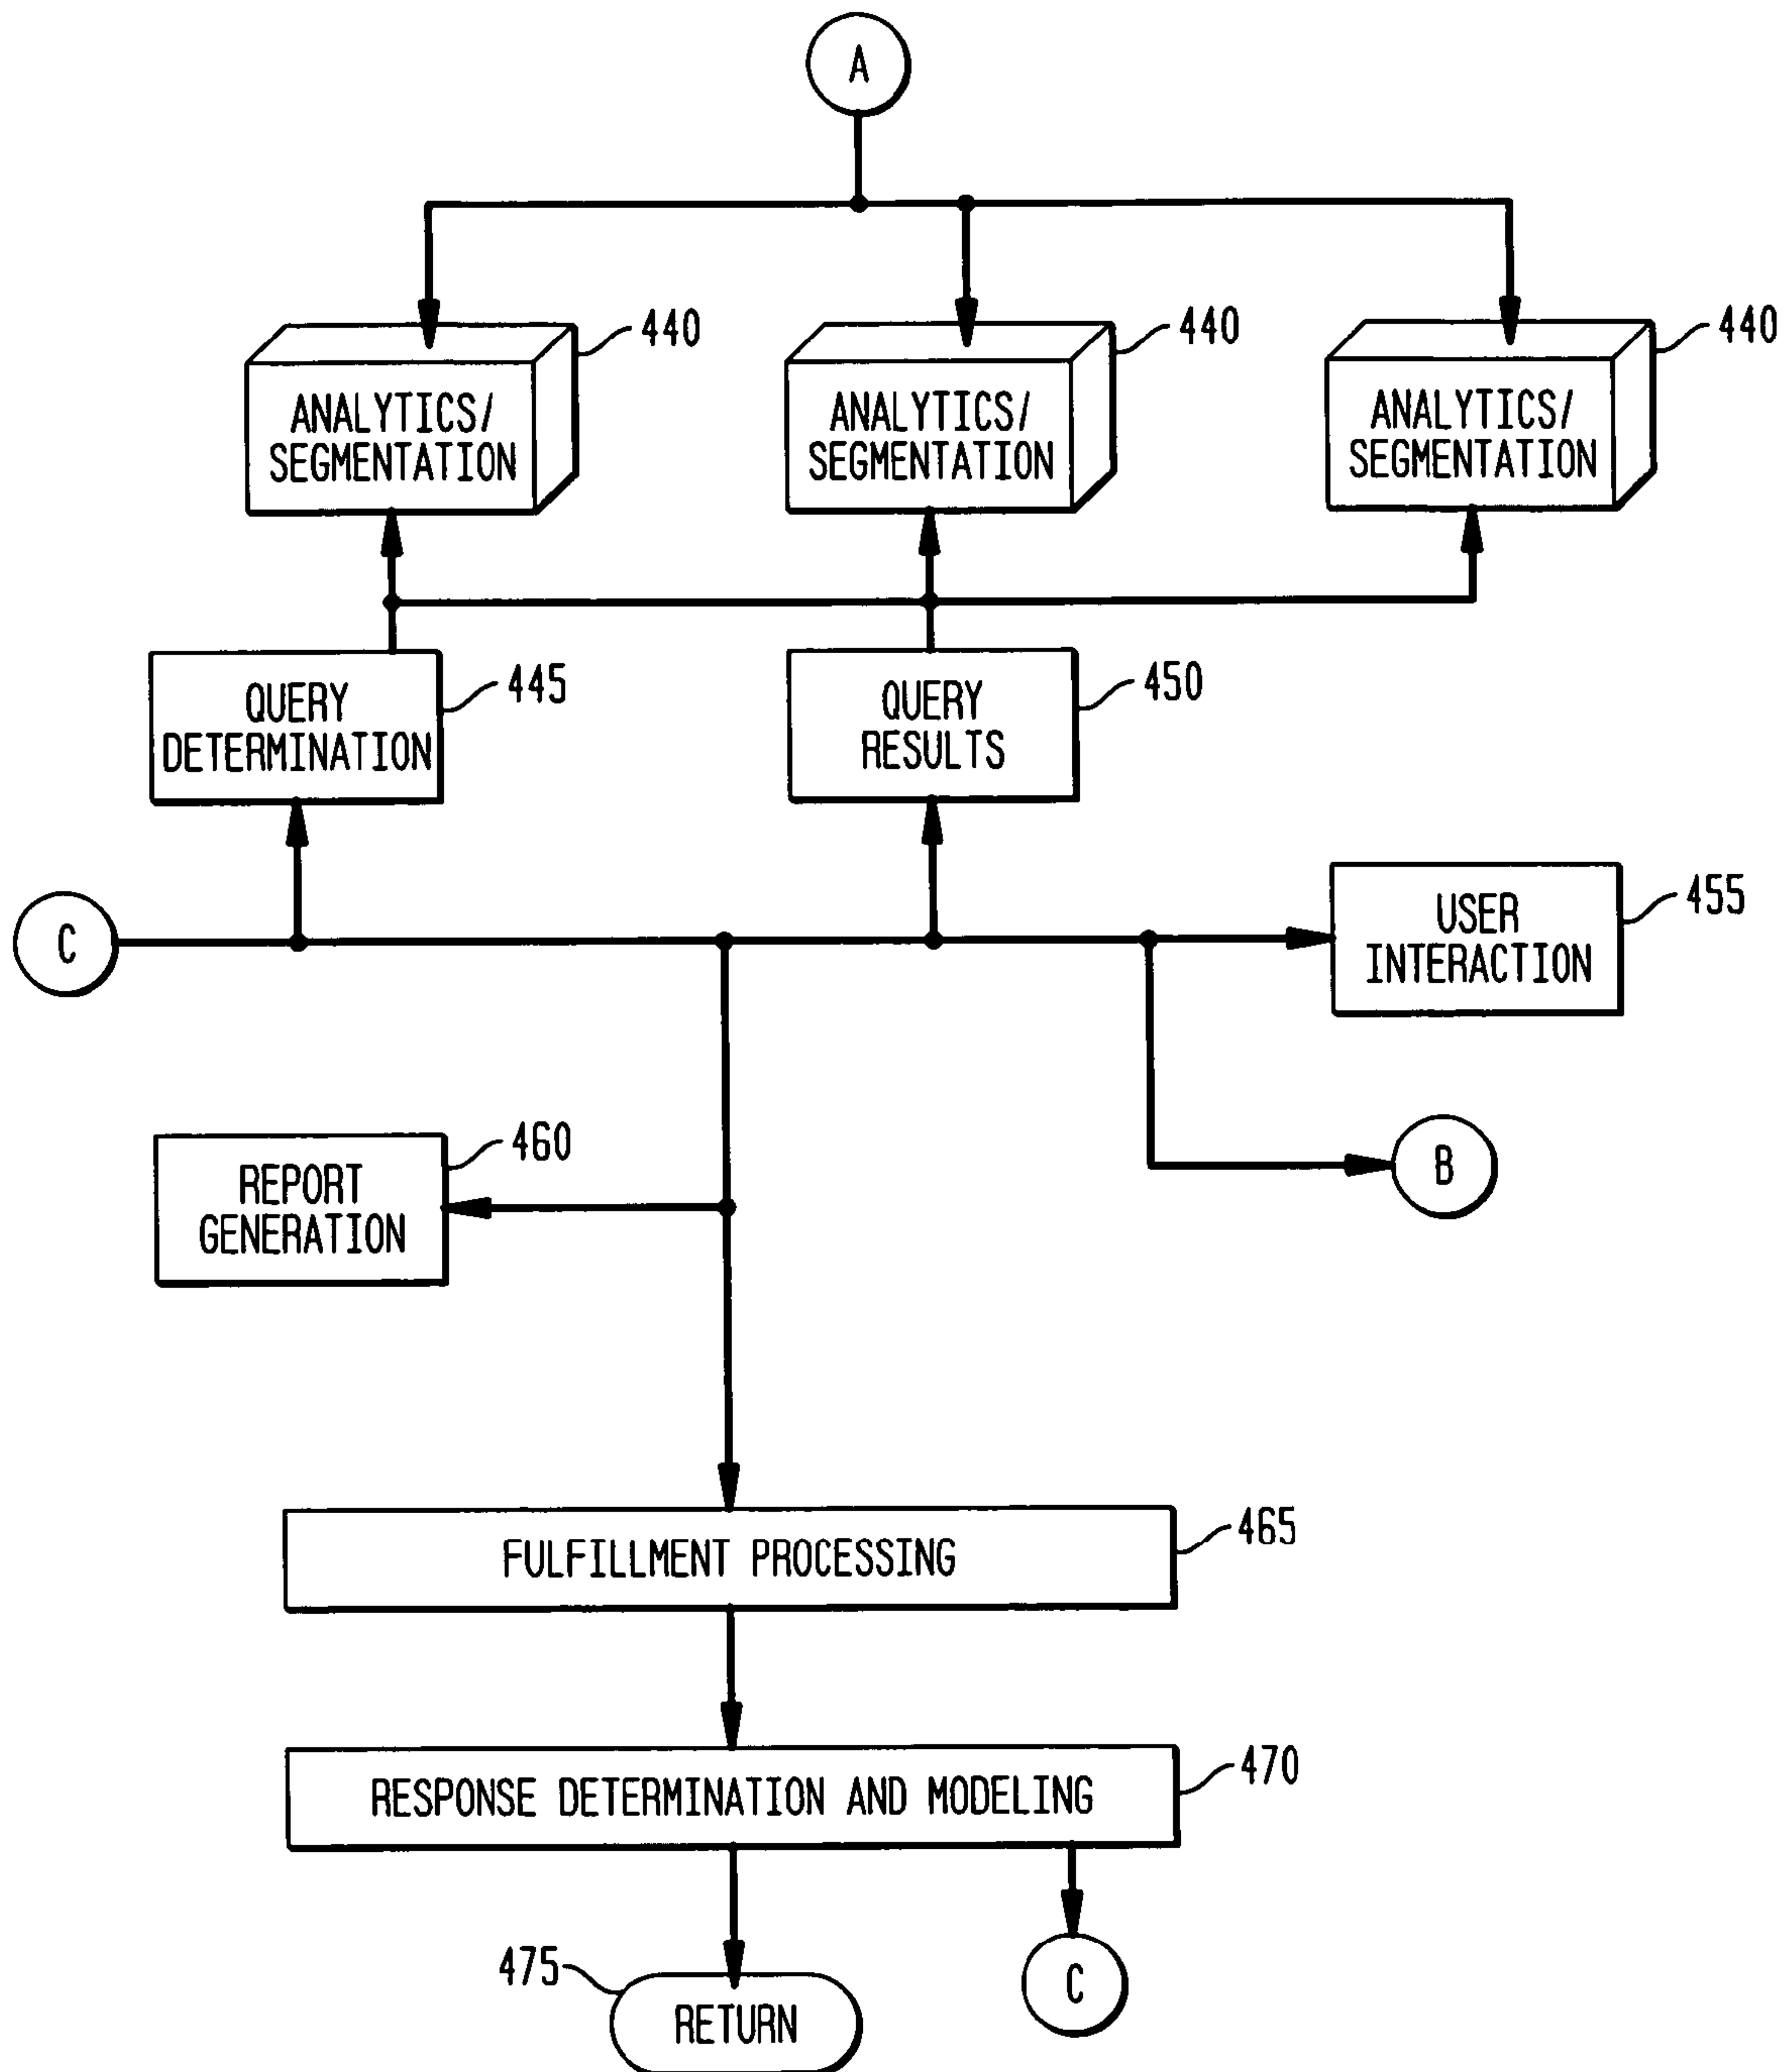 A
440
440
440
ANALYTICS/
SEGMENTATION
ANALYTICS/
SEGMENTATION
ANALYTICS/
SEGMENTATION
QUERY
DETERMINATION
445
QUERY
RESULTS
450
C
USER
INTERACTION
455
REPORT
GENERATION
460
B
FULFILLMENT PROCESSING
465
RESPONSE DETERMINATION AND MODELING
470
475
RETURN
C